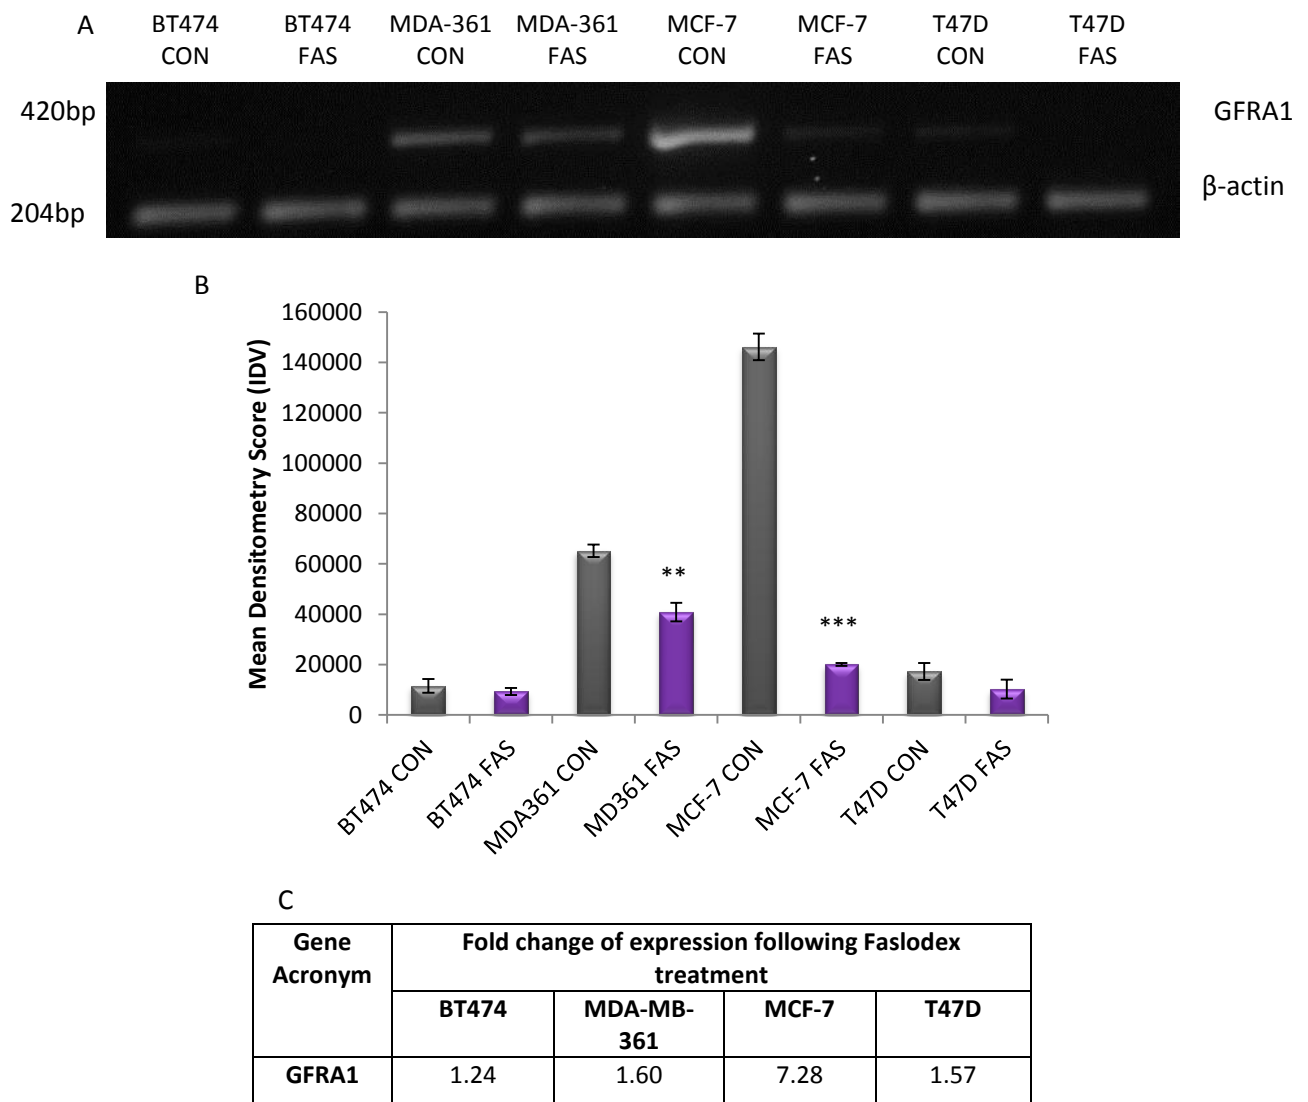 A
BT474 BT474 MDA-361 MDA-361 MCF-7 MCF-7 T47D T47D
CON FAS CON FAS CON FAS CON FAS
420bp
GFRA1
β-actin
204bp
B
Mean Densitometry Score (IDV)
160000
140000
120000
100000
80000
60000
40000
20000
0
**
***
BT474 CON
BT474 FAS
MDA361 CON
MD361 FAS
MCF-7 CON
MCF-7 FAS
T47D CON
T47D FAS
C
Gene
Acronym
Fold change of expression following Faslodex
treatment
BT474
MDA-MB-
361
MCF-7
T47D
GFRA1 1.24 1.60 7.28 1.57